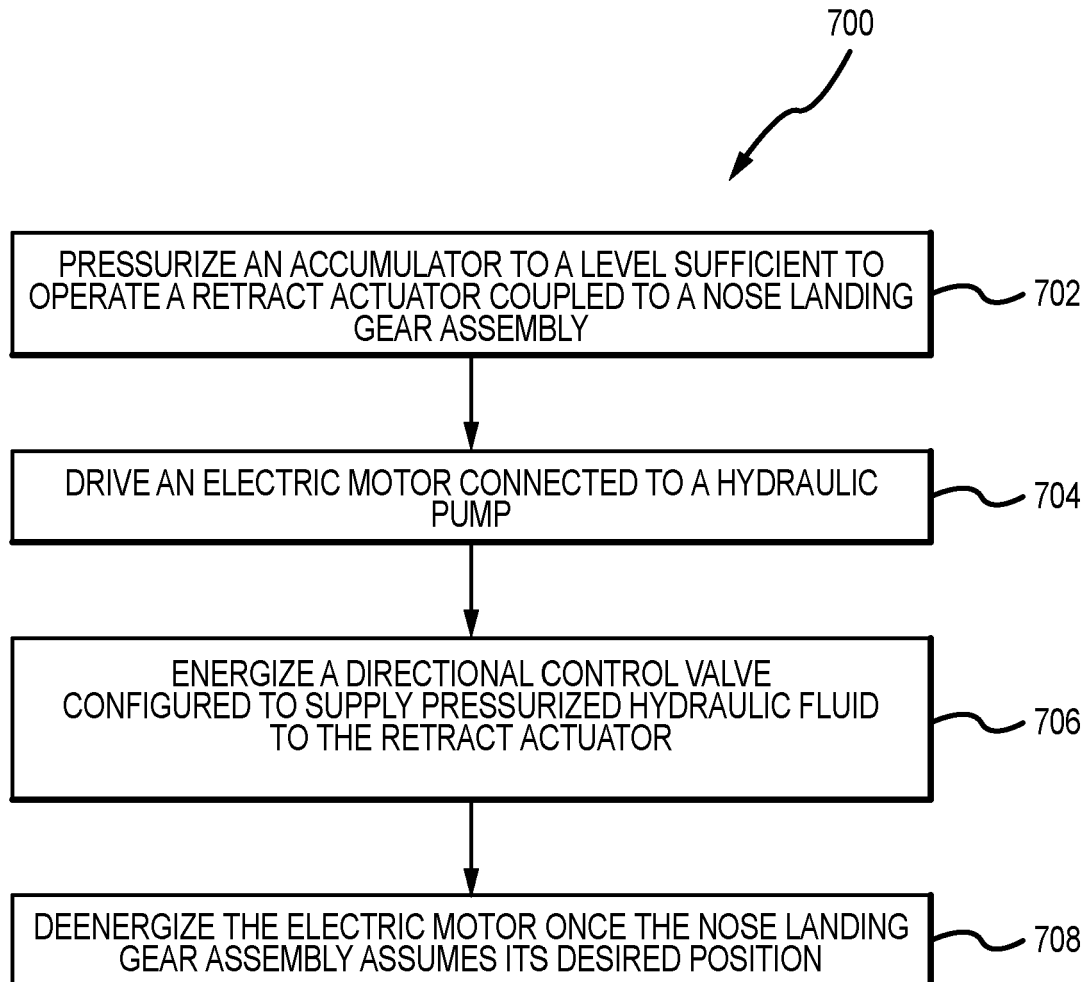 700
PRESSURIZE AN ACCUMULATOR TO A LEVEL SUFFICIENT TO
OPERATE A RETRACT ACTUATOR COUPLED TO A NOSE LANDING
GEAR ASSEMBLY
702
DRIVE AN ELECTRIC MOTOR CONNECTED TO A HYDRAULIC
PUMP
704
ENERGIZE A DIRECTIONAL CONTROL VALVE
CONFIGURED TO SUPPLY PRESSURIZED HYDRAULIC FLUID
TO THE RETRACT ACTUATOR
706
DEENERGIZE THE ELECTRIC MOTOR ONCE THE NOSE LANDING
GEAR ASSEMBLY ASSUMES ITS DESIRED POSITION
708